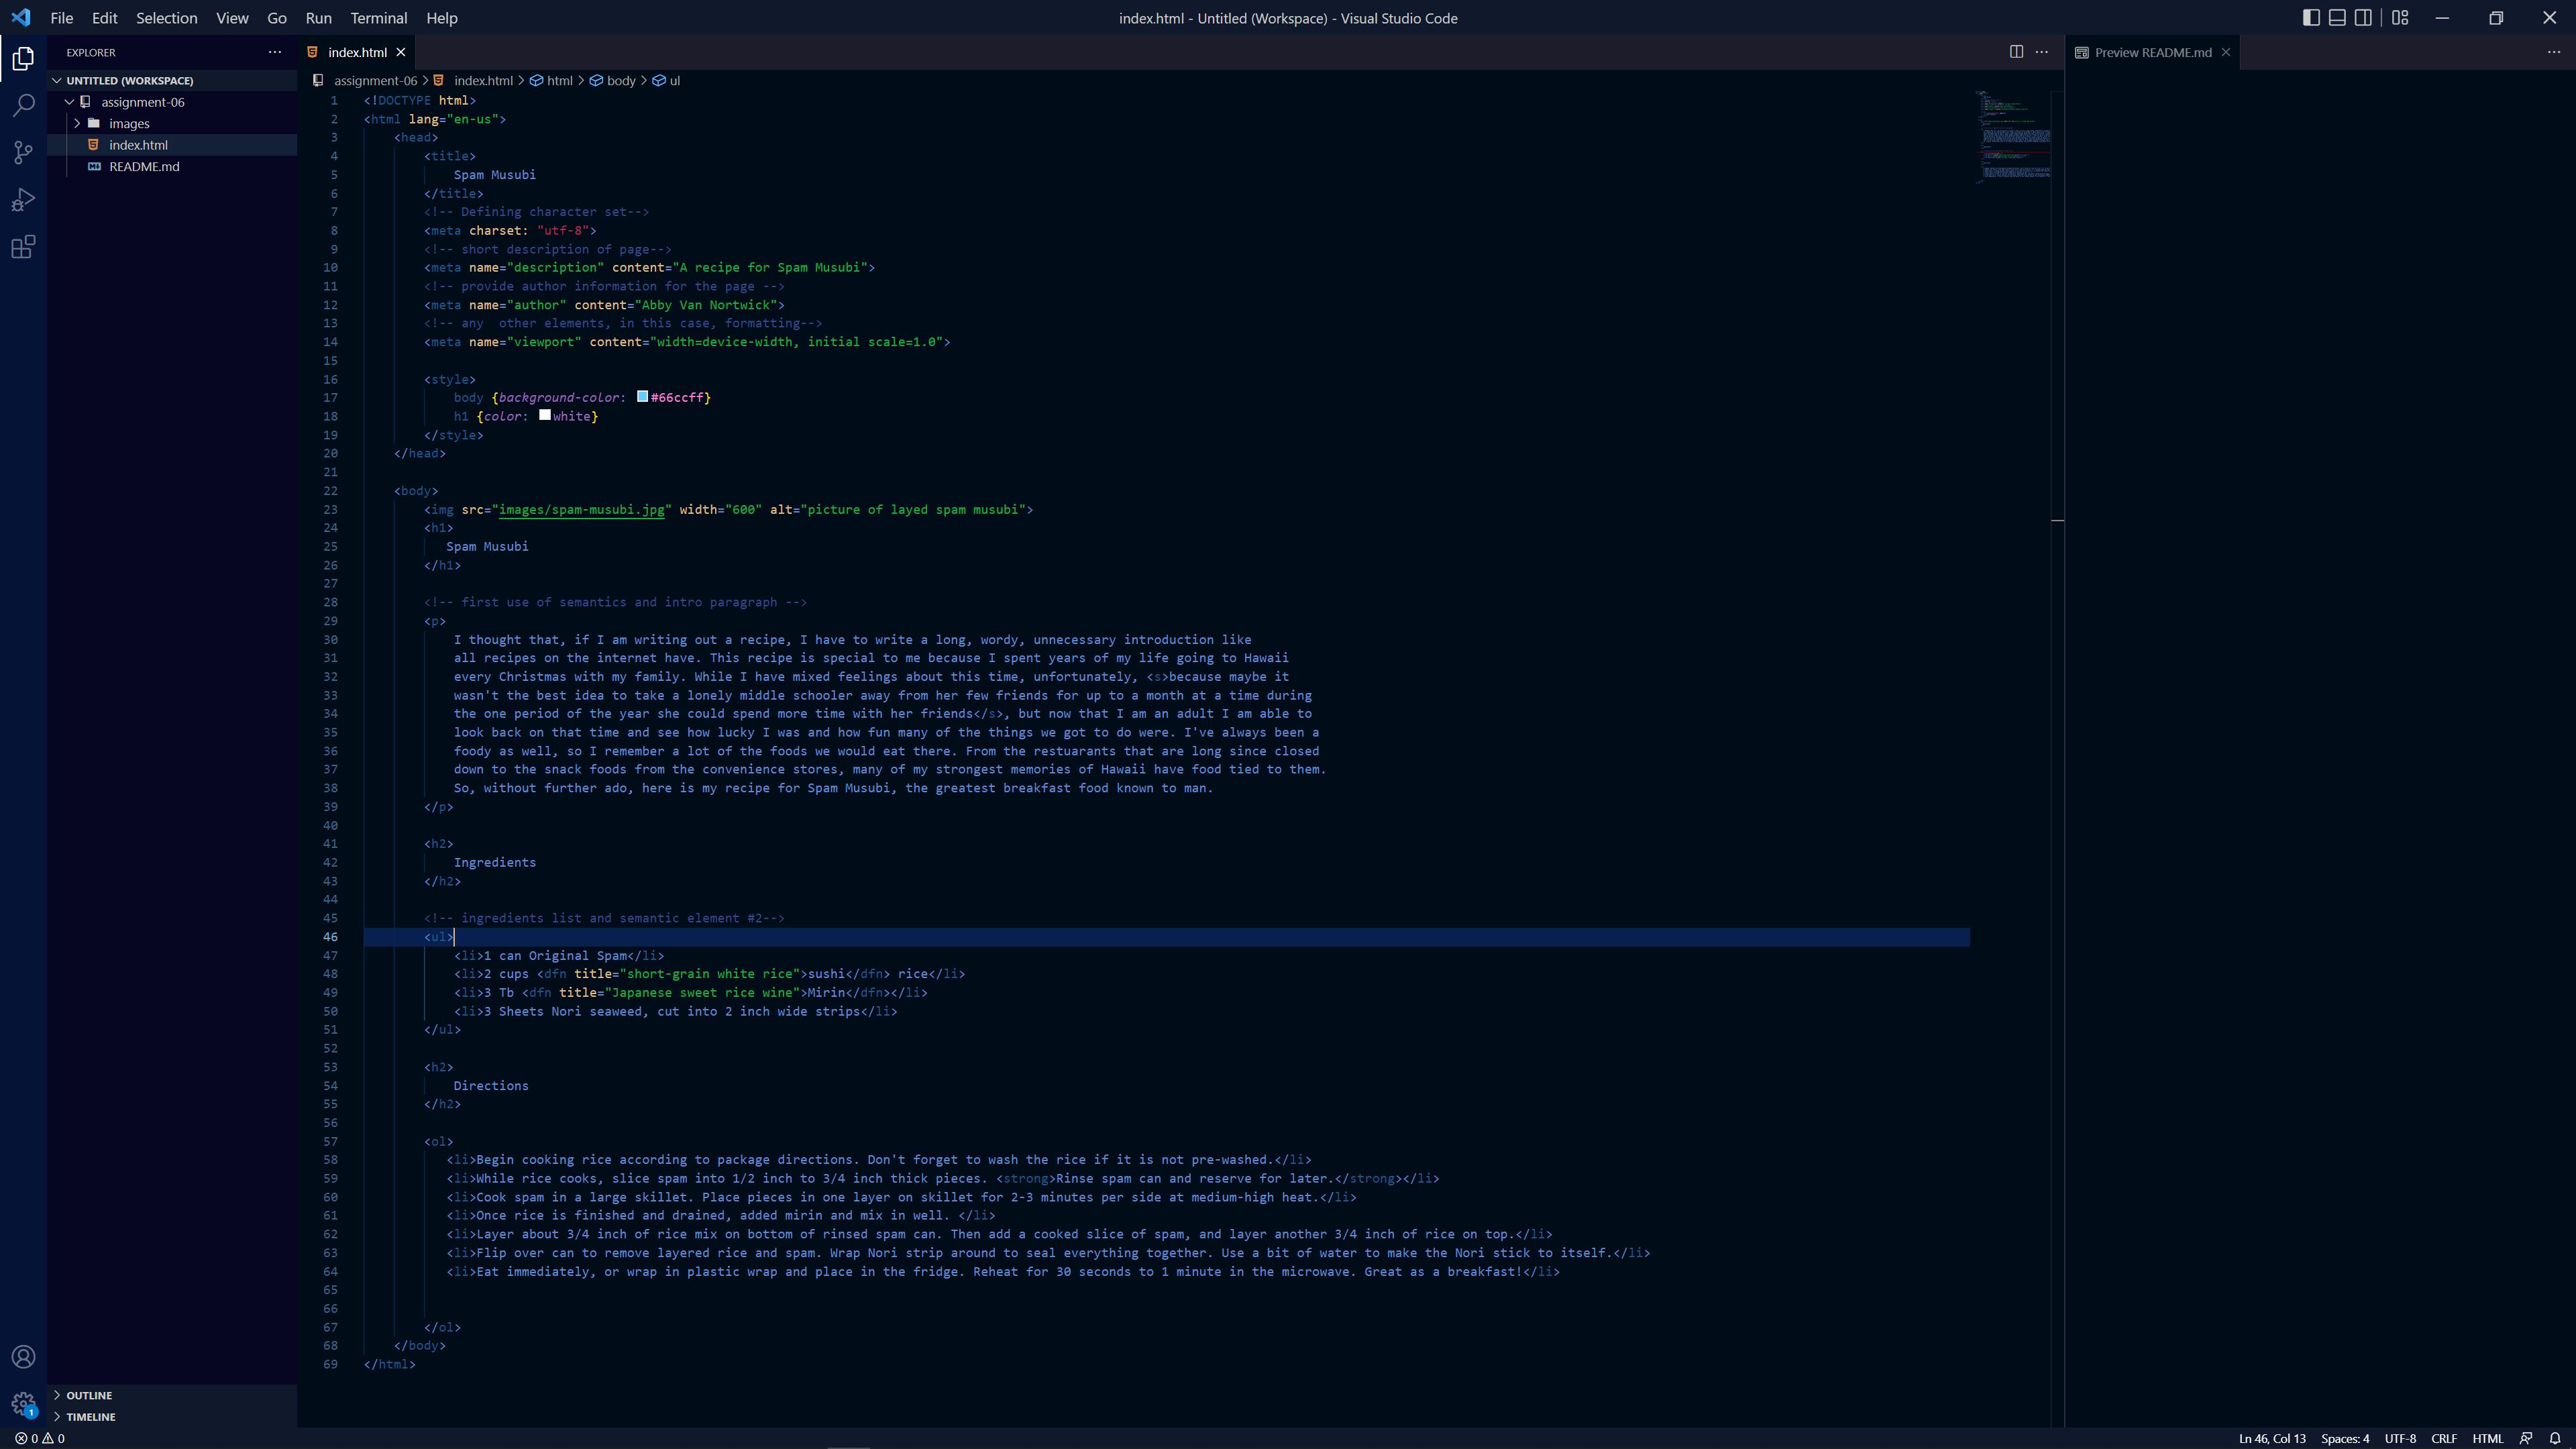 File Edit Selection View Go Run Terminal Help
index.html - Untitled (Workspace) - Visual Studio Code
EXPLORER
UNTITLED (WORKSPACE)
assignment-06
images
index.html
README.md
OUTLINE
TIMELINE
index.html
Preview README.md
assignment-06 > index.html > html > body > ul
1 <!DOCTYPE html>
2 <html lang="en-us">
3 <head>
4 <title>
5 Spam Musubi
6 </title>
7 <!-- Defining character set-->
8 <meta charset: "utf-8">
9 <!-- short description of page-->
10 <meta name="description" content="A recipe for Spam Musubi">
11 <!-- provide author information for the page -->
12 <meta name="author" content="Abby Van Nortwick">
13 <!-- any  other elements, in this case, formatting-->
14 <meta name="viewport" content="width=device-width, initial scale=1.0">
15
16 <style>
17 body {background-color: #66ccff}
18 h1 {color: white}
19 </style>
20 </head>
21
22 <body>
23 <img src="images/spam-musubi.jpg" width="600" alt="picture of layed spam musubi">
24 <h1>
25 Spam Musubi
26 </h1>
27
28 <!-- first use of semantics and intro paragraph -->
29 <p>
30 I thought that, if I am writing out a recipe, I have to write a long, wordy, unnecessary introduction like
31 all recipes on the internet have. This recipe is special to me because I spent years of my life going to Hawaii
32 every Christmas with my family. While I have mixed feelings about this time, unfortunately, <s>because maybe it
33 wasn't the best idea to take a lonely middle schooler away from her few friends for up to a month at a time during
34 the one period of the year she could spend more time with her friends</s>, but now that I am an adult I am able to
35 look back on that time and see how lucky I was and how fun many of the things we got to do were. I've always been a
36 foody as well, so I remember a lot of the foods we would eat there. From the restuarants that are long since closed
37 down to the snack foods from the convenience stores, many of my strongest memories of Hawaii have food tied to them.
38 So, without further ado, here is my recipe for Spam Musubi, the greatest breakfast food known to man.
39 </p>
40
41 <h2>
42 Ingredients
43 </h2>
44
45 <!-- ingredients list and semantic element #2-->
46 <ul>
47 <li>1 can Original Spam</li>
48 <li>2 cups <dfn title="short-grain white rice">sushi</dfn> rice</li>
49 <li>3 Tb <dfn title="Japanese sweet rice wine">Mirin</dfn></li>
50 <li>3 Sheets Nori seaweed, cut into 2 inch wide strips</li>
51 </ul>
52
53 <h2>
54 Directions
55 </h2>
56
57 <ol>
58 <li>Begin cooking rice according to package directions. Don't forget to wash the rice if it is not pre-washed.</li>
59 <li>While rice cooks, slice spam into 1/2 inch to 3/4 inch thick pieces. <strong>Rinse spam can and reserve for later.</strong></li>
60 <li>Cook spam in a large skillet. Place pieces in one layer on skillet for 2-3 minutes per side at medium-high heat.</li>
61 <li>Once rice is finished and drained, added mirin and mix in well. </li>
62 <li>Layer about 3/4 inch of rice mix on bottom of rinsed spam can. Then add a cooked slice of spam, and layer another 3/4 inch of rice on top.</li>
63 <li>Flip over can to remove layered rice and spam. Wrap Nori strip around to seal everything together. Use a bit of water to make the Nori stick to itself.</li>
64 <li>Eat immediately, or wrap in plastic wrap and place in the fridge. Reheat for 30 seconds to 1 minute in the microwave. Great as a breakfast!</li>
65
66
67 </ol>
68 </body>
69 </html>
1
0 0
Ln 46, Col 13 Spaces: 4 UTF-8 CRLF HTML